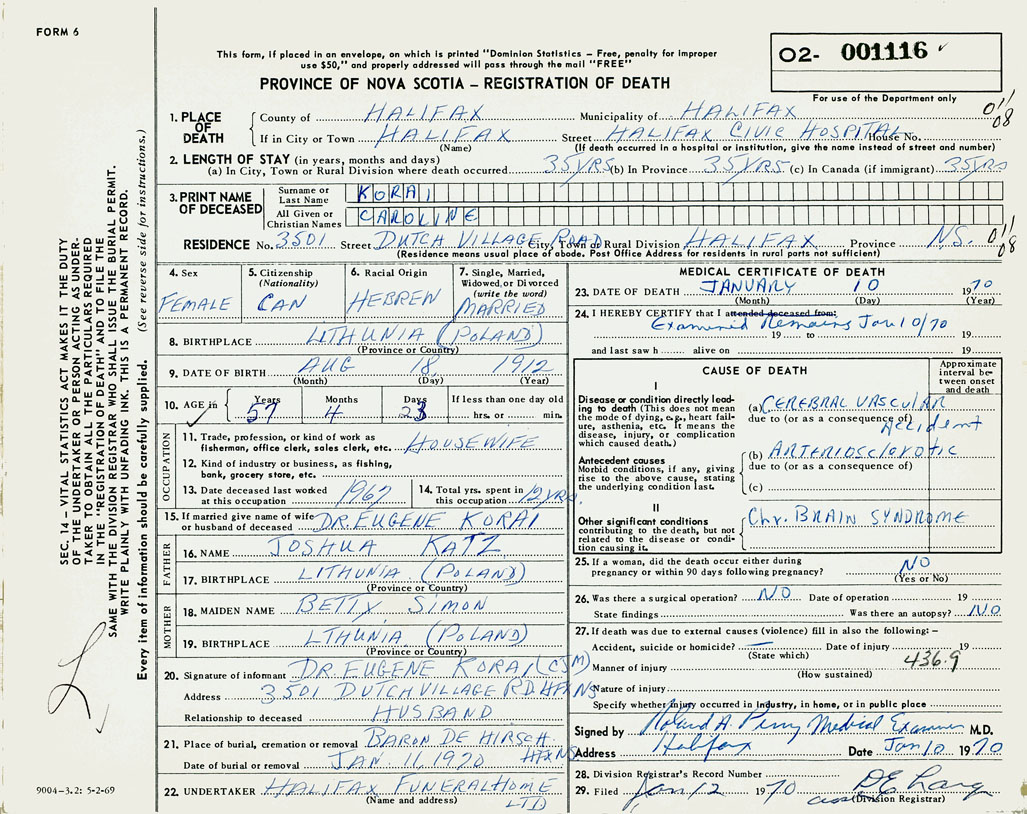 FORM 6
This form, if placed in an envelope, on which is printed "Dominion Statistics – Free, penalty for improper
use $50," and properly addressed will pass through the mail "FREE"
O2- 001116
PROVINCE OF NOVA SCOTIA – REGISTRATION OF DEATH
For use of the Department only
011
08
1. PLACE OF DEATH
County of HALIFAX Municipality of HALIFAX
If in City or Town HALIFAX Street HALIFAX CIVIC HOSPITAL House No.
(Name) (If death occurred in a hospital or institution, give the name instead of street and number)
2. LENGTH OF STAY (in years, months and days)
(a) In City, Town or Rural Division where death occurred 35 YRS (b) In Province 35 YRS (c) In Canada (if immigrant) 35 YRS
3. PRINT NAME OF DECEASED
Surname or Last Name KORAI
All Given or Christian Names CAROLINE
RESIDENCE No. 3501 Street DUTCH VILLAGE ROAD City, Town or Rural Division HALIFAX Province N.S. 011
08
(Residence means usual place of abode. Post Office Address for residents in rural parts not sufficient)
4. Sex
FEMALE
5. Citizenship
(Nationality)
CAN
6. Racial Origin
HEBREW
7. Single, Married,
Widowed, or Divorced
(write the word)
MARRIED
8. BIRTHPLACE LITHUNIA (POLAND)
(Province or Country)
9. DATE OF BIRTH AUG 18, 1912
(Month) (Day) (Year)
10. AGE in Years Months Days If less than one day old
57 4 23 hrs. or min.
OCCUPATION
11. Trade, profession, or kind of work as
fisherman, office clerk, sales clerk, etc. HOUSEWIFE
12. Kind of industry or business, as fishing,
bank, grocery store, etc.
13. Date deceased last worked
at this occupation 1967
14. Total yrs. spent in
this occupation 12 YRS.
15. If married give name of wife
or husband of deceased DR. EUGENE KORAI
FATHER
16. NAME JOSHUA KATZ
17. BIRTHPLACE LITHUNIA (POLAND)
(Province or Country)
MOTHER
18. MAIDEN NAME BETTY SIMON
19. BIRTHPLACE LTHUNIA (POLAND)
(Province or Country)
20. Signature of informant DR. EUGENE KORAI (CJM)
Address 3501 DUTCH VILLAGE RD HFX NS
Relationship to deceased HUSBAND
21. Place of burial, cremation or removal BARON DE HIRSCH.
HFX NS
Date of burial or removal JAN. 11, 1970
22. UNDERTAKER HALIFAX FUNERAL HOME
(Name and address) LTD
MEDICAL CERTIFICATE OF DEATH
23. DATE OF DEATH JANUARY 10 1970
(Month) (Day) (Year)
24. I HEREBY CERTIFY that I attended deceased from:
Examined Remains Jan 10/70
19 to 19
and last saw h alive on 19
CAUSE OF DEATH
Approximate
interval be-
tween onset
and death
I
Disease or condition directly lead-
ing to death (This does not mean
the mode of dying, e.g., heart fail-
ure, asthenia, etc. It means the
disease, injury, or complication
which caused death.)
(a) CEREBRAL VASCULAR
due to (or as a consequence of)
Accident
Antecedent causes
Morbid conditions, if any, giving
rise to the above cause, stating
the underlying condition last.
(b) ARTERIOSCLOROTIC
due to (or as a consequence of)
(c)
II
Other significant conditions
contributing to the death, but not
related to the disease or condi-
tion causing it.
Chr. BRAIN SYNDROME
25. If a woman, did the death occur either during
pregnancy or within 90 days following pregnancy? NO
(Yes or No)
26. Was there a surgical operation? NO Date of operation 19
State findings Was there an autopsy? NO
27. If death was due to external causes (violence) fill in also the following: –
Accident, suicide or homicide? — Date of injury 19
(State which) 436.9
Manner of injury
(How sustained)
Nature of injury
Specify whether injury occurred in industry, in home, or in public place
Signed by Roland A. Perry Medical Examiner M.D.
Address Halifax Date Jan 10 1970
28. Division Registrar's Record Number
29. Filed Jan 12 1970
(Division Registrar)
SEC. 14 – VITAL STATISTICS ACT MAKES IT THE DUTY
OF THE UNDERTAKER OR PERSON ACTING AS UNDER-
TAKER TO OBTAIN ALL THE PARTICULARS REQUIRED
IN THE "REGISTRATION OF DEATH" AND TO FILE THE
SAME WITH THE DIVISION REGISTRAR WHO SHALL ISSUE THE BURIAL PERMIT.
WRITE PLAINLY WITH UNFADING INK. THIS IS A PERMANENT RECORD.
Every item of information should be carefully supplied. (See reverse side for instructions.)
9004–3.2: 5-2-69